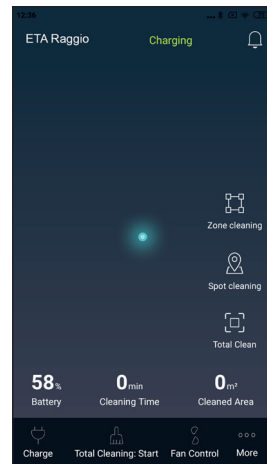 12:36
ETA Raggio Charging
Zone cleaning
Spot cleaning
Total Clean
58% 0min 0m²
Battery Cleaning Time Cleaned Area
Charge Total Cleaning: Start Fan Control More